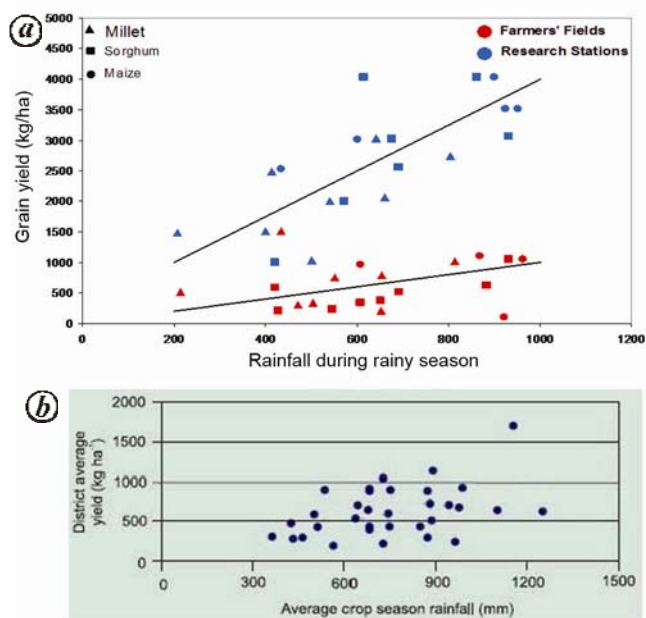 a
Millet
Sorghum
Maize
Farmers' Fields
Research Stations
Grain yield (kg/ha)
5000
4500
4000
3500
3000
2500
2000
1500
1000
500
0
0 200 400 600 800 1000 1200
Rainfall during rainy season
b
District average
yield (kg ha⁻¹)
2000
1500
1000
500
0
0 300 600 900 1200 1500
Average crop season rainfall (mm)